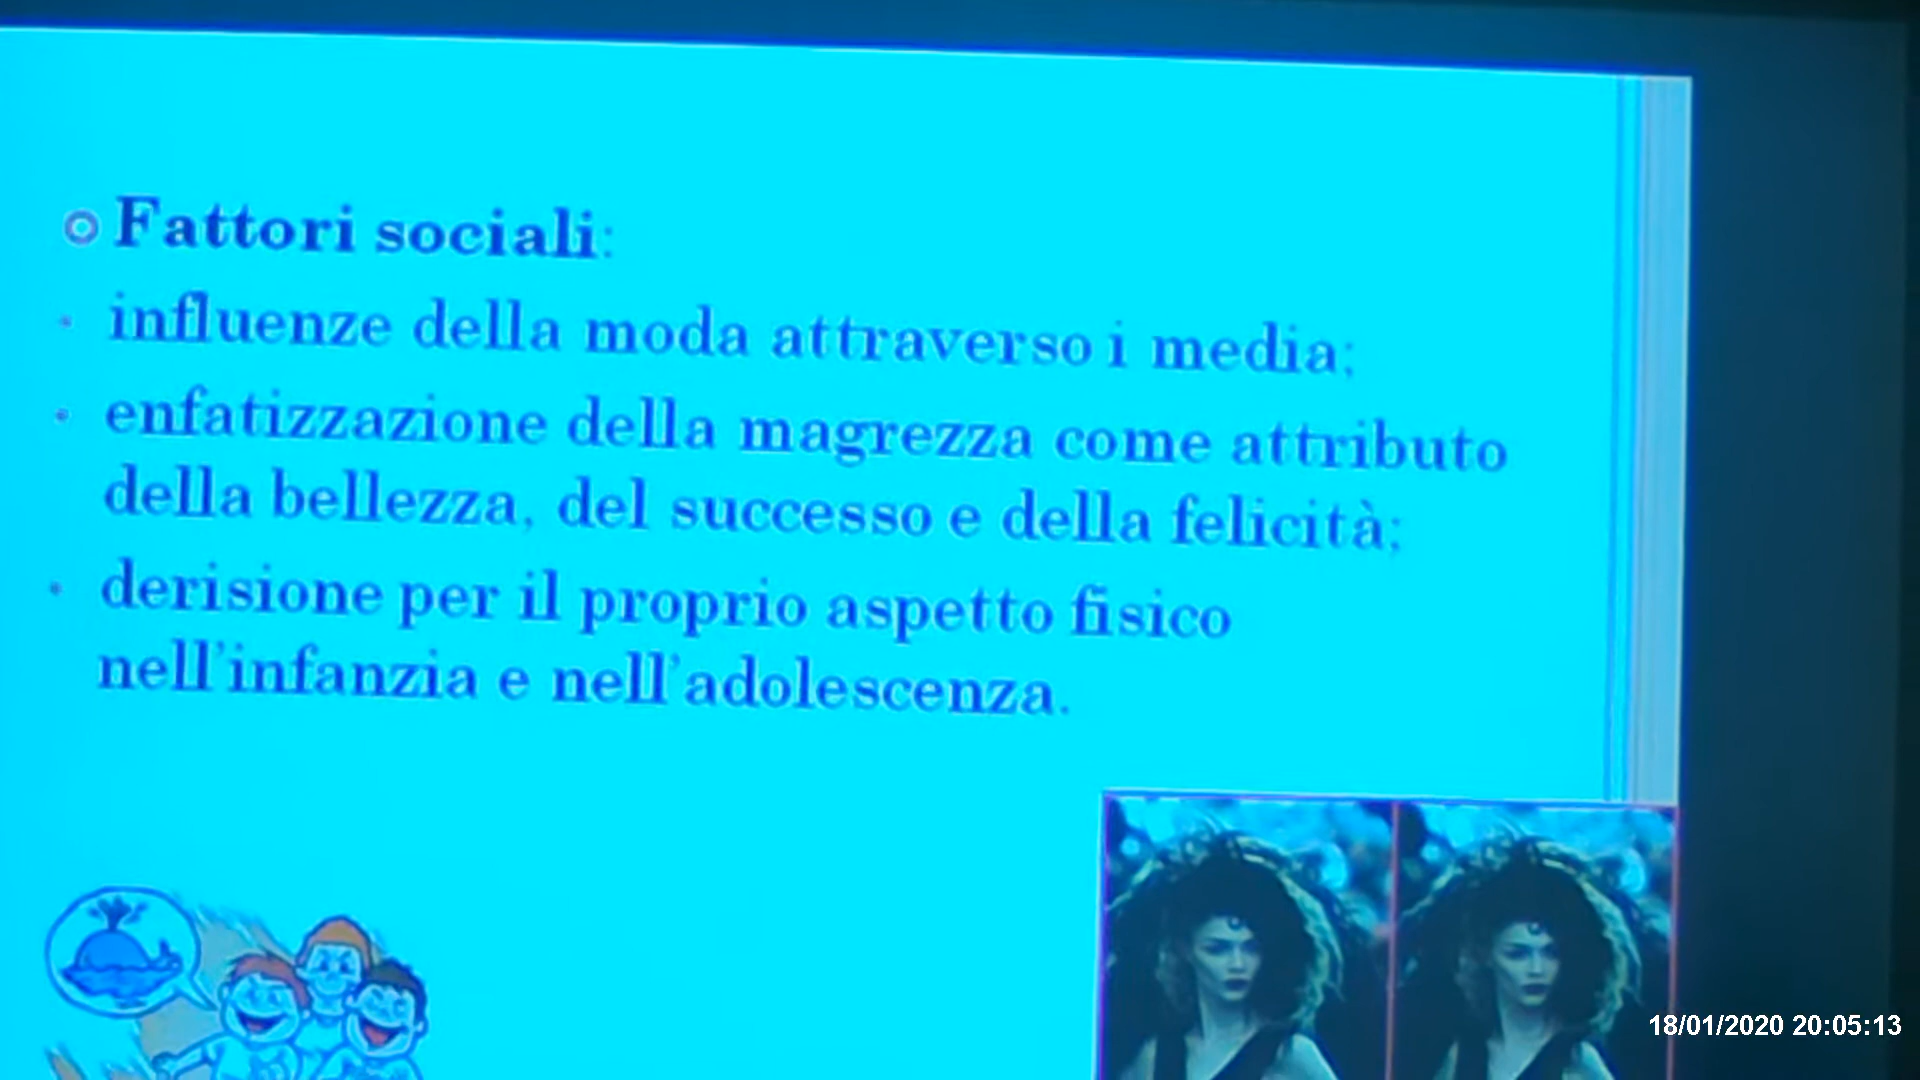 Fattori sociali:
influenze della moda attraverso i media;
enfatizzazione della magrezza come attributo
della bellezza, del successo e della felicità;
derisione per il proprio aspetto fisico
nell'infanzia e nell'adolescenza.
18/01/2020 20:05:13